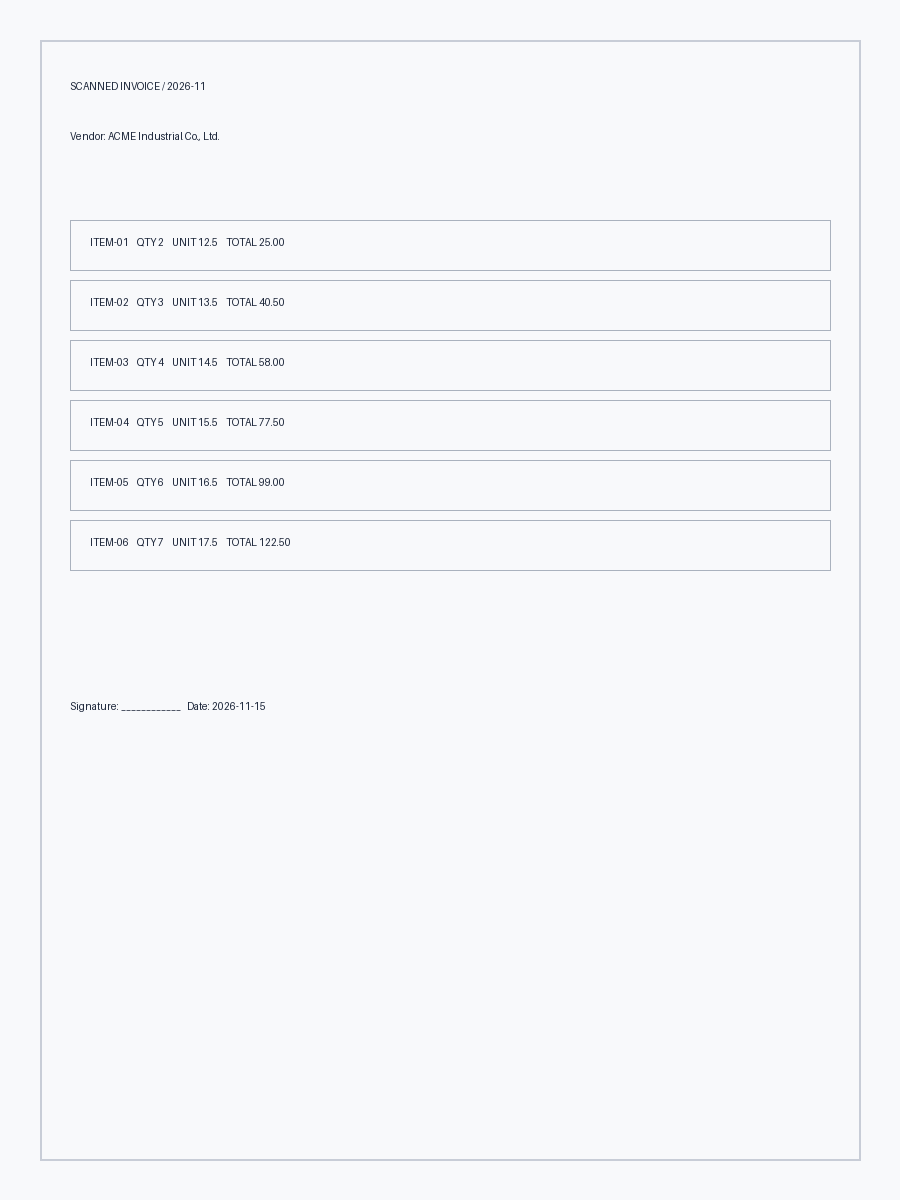 SCANNED INVOICE / 2026-11
Vendor: ACME Industrial Co., Ltd.
ITEM-01 QTY 2 UNIT 12.5 TOTAL 25.00
ITEM-02 QTY 3 UNIT 13.5 TOTAL 40.50
ITEM-03 QTY 4 UNIT 14.5 TOTAL 58.00
ITEM-04 QTY 5 UNIT 15.5 TOTAL 77.50
ITEM-05 QTY 6 UNIT 16.5 TOTAL 99.00
ITEM-06 QTY 7 UNIT 17.5 TOTAL 122.50
Signature: ____________ Date: 2026-11-15